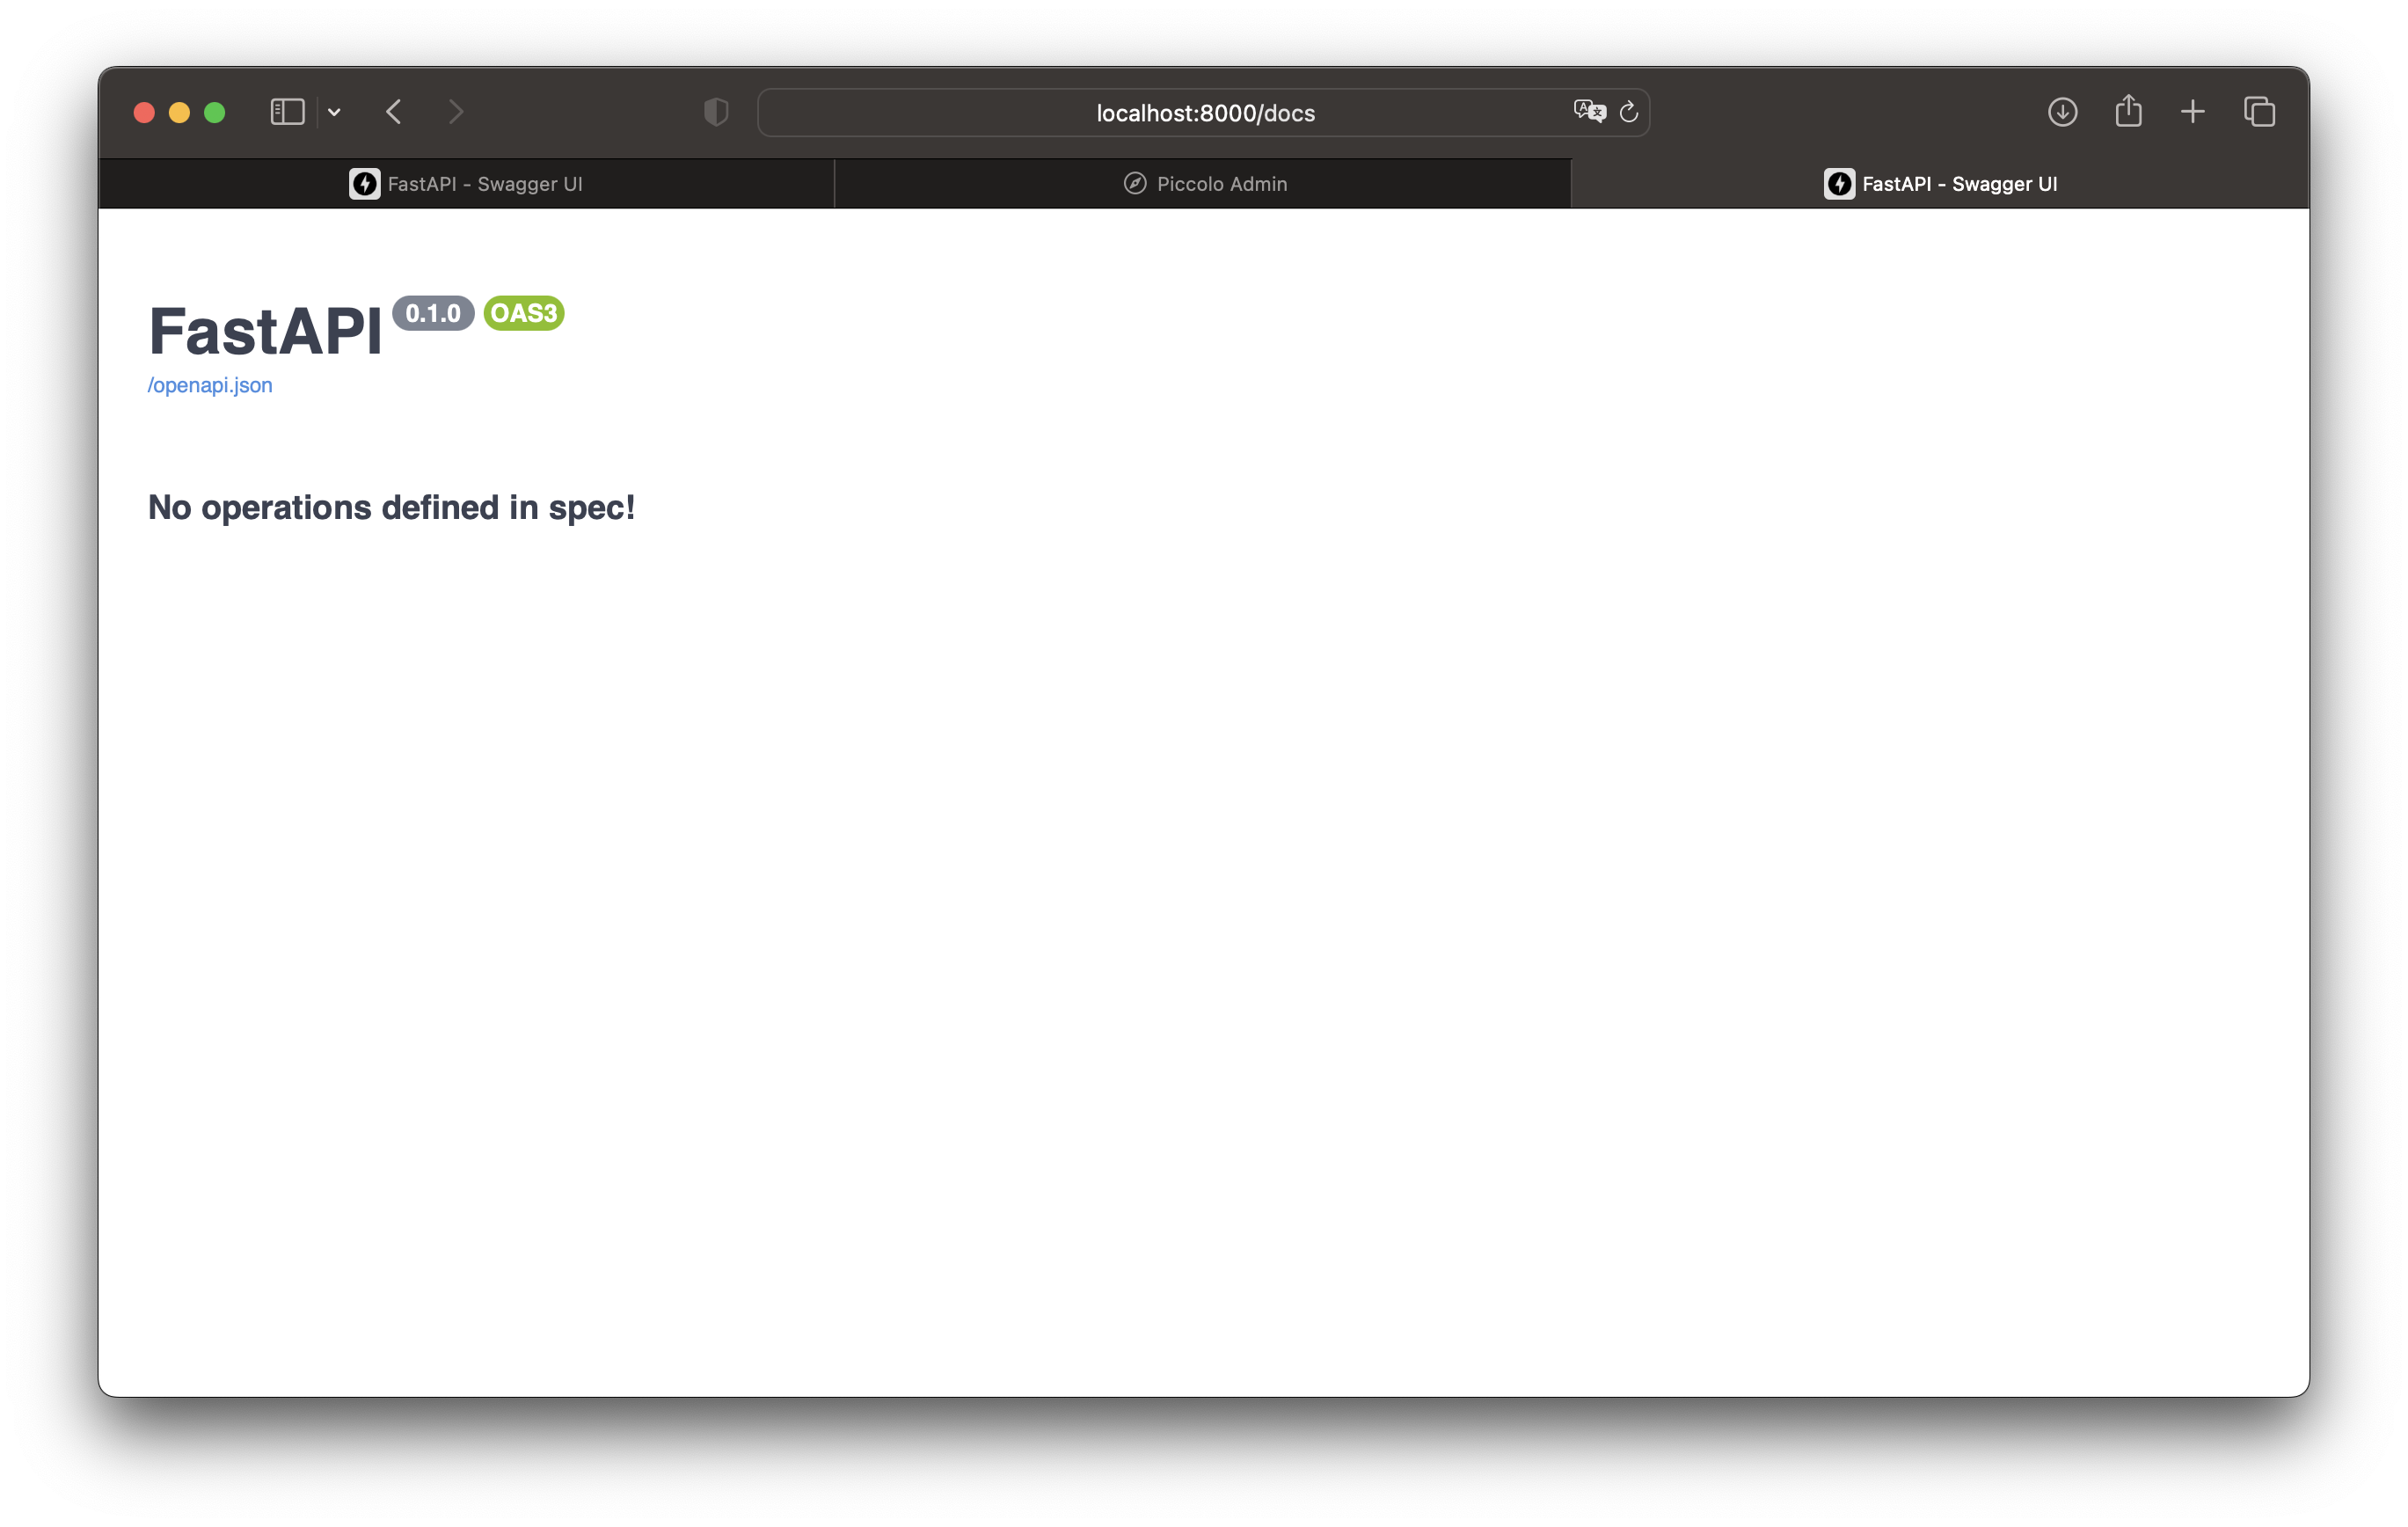 localhost:8000/docs
FastAPI - Swagger UI
Piccolo Admin
FastAPI - Swagger UI
FastAPI 0.1.0 OAS3
/openapi.json
No operations defined in spec!